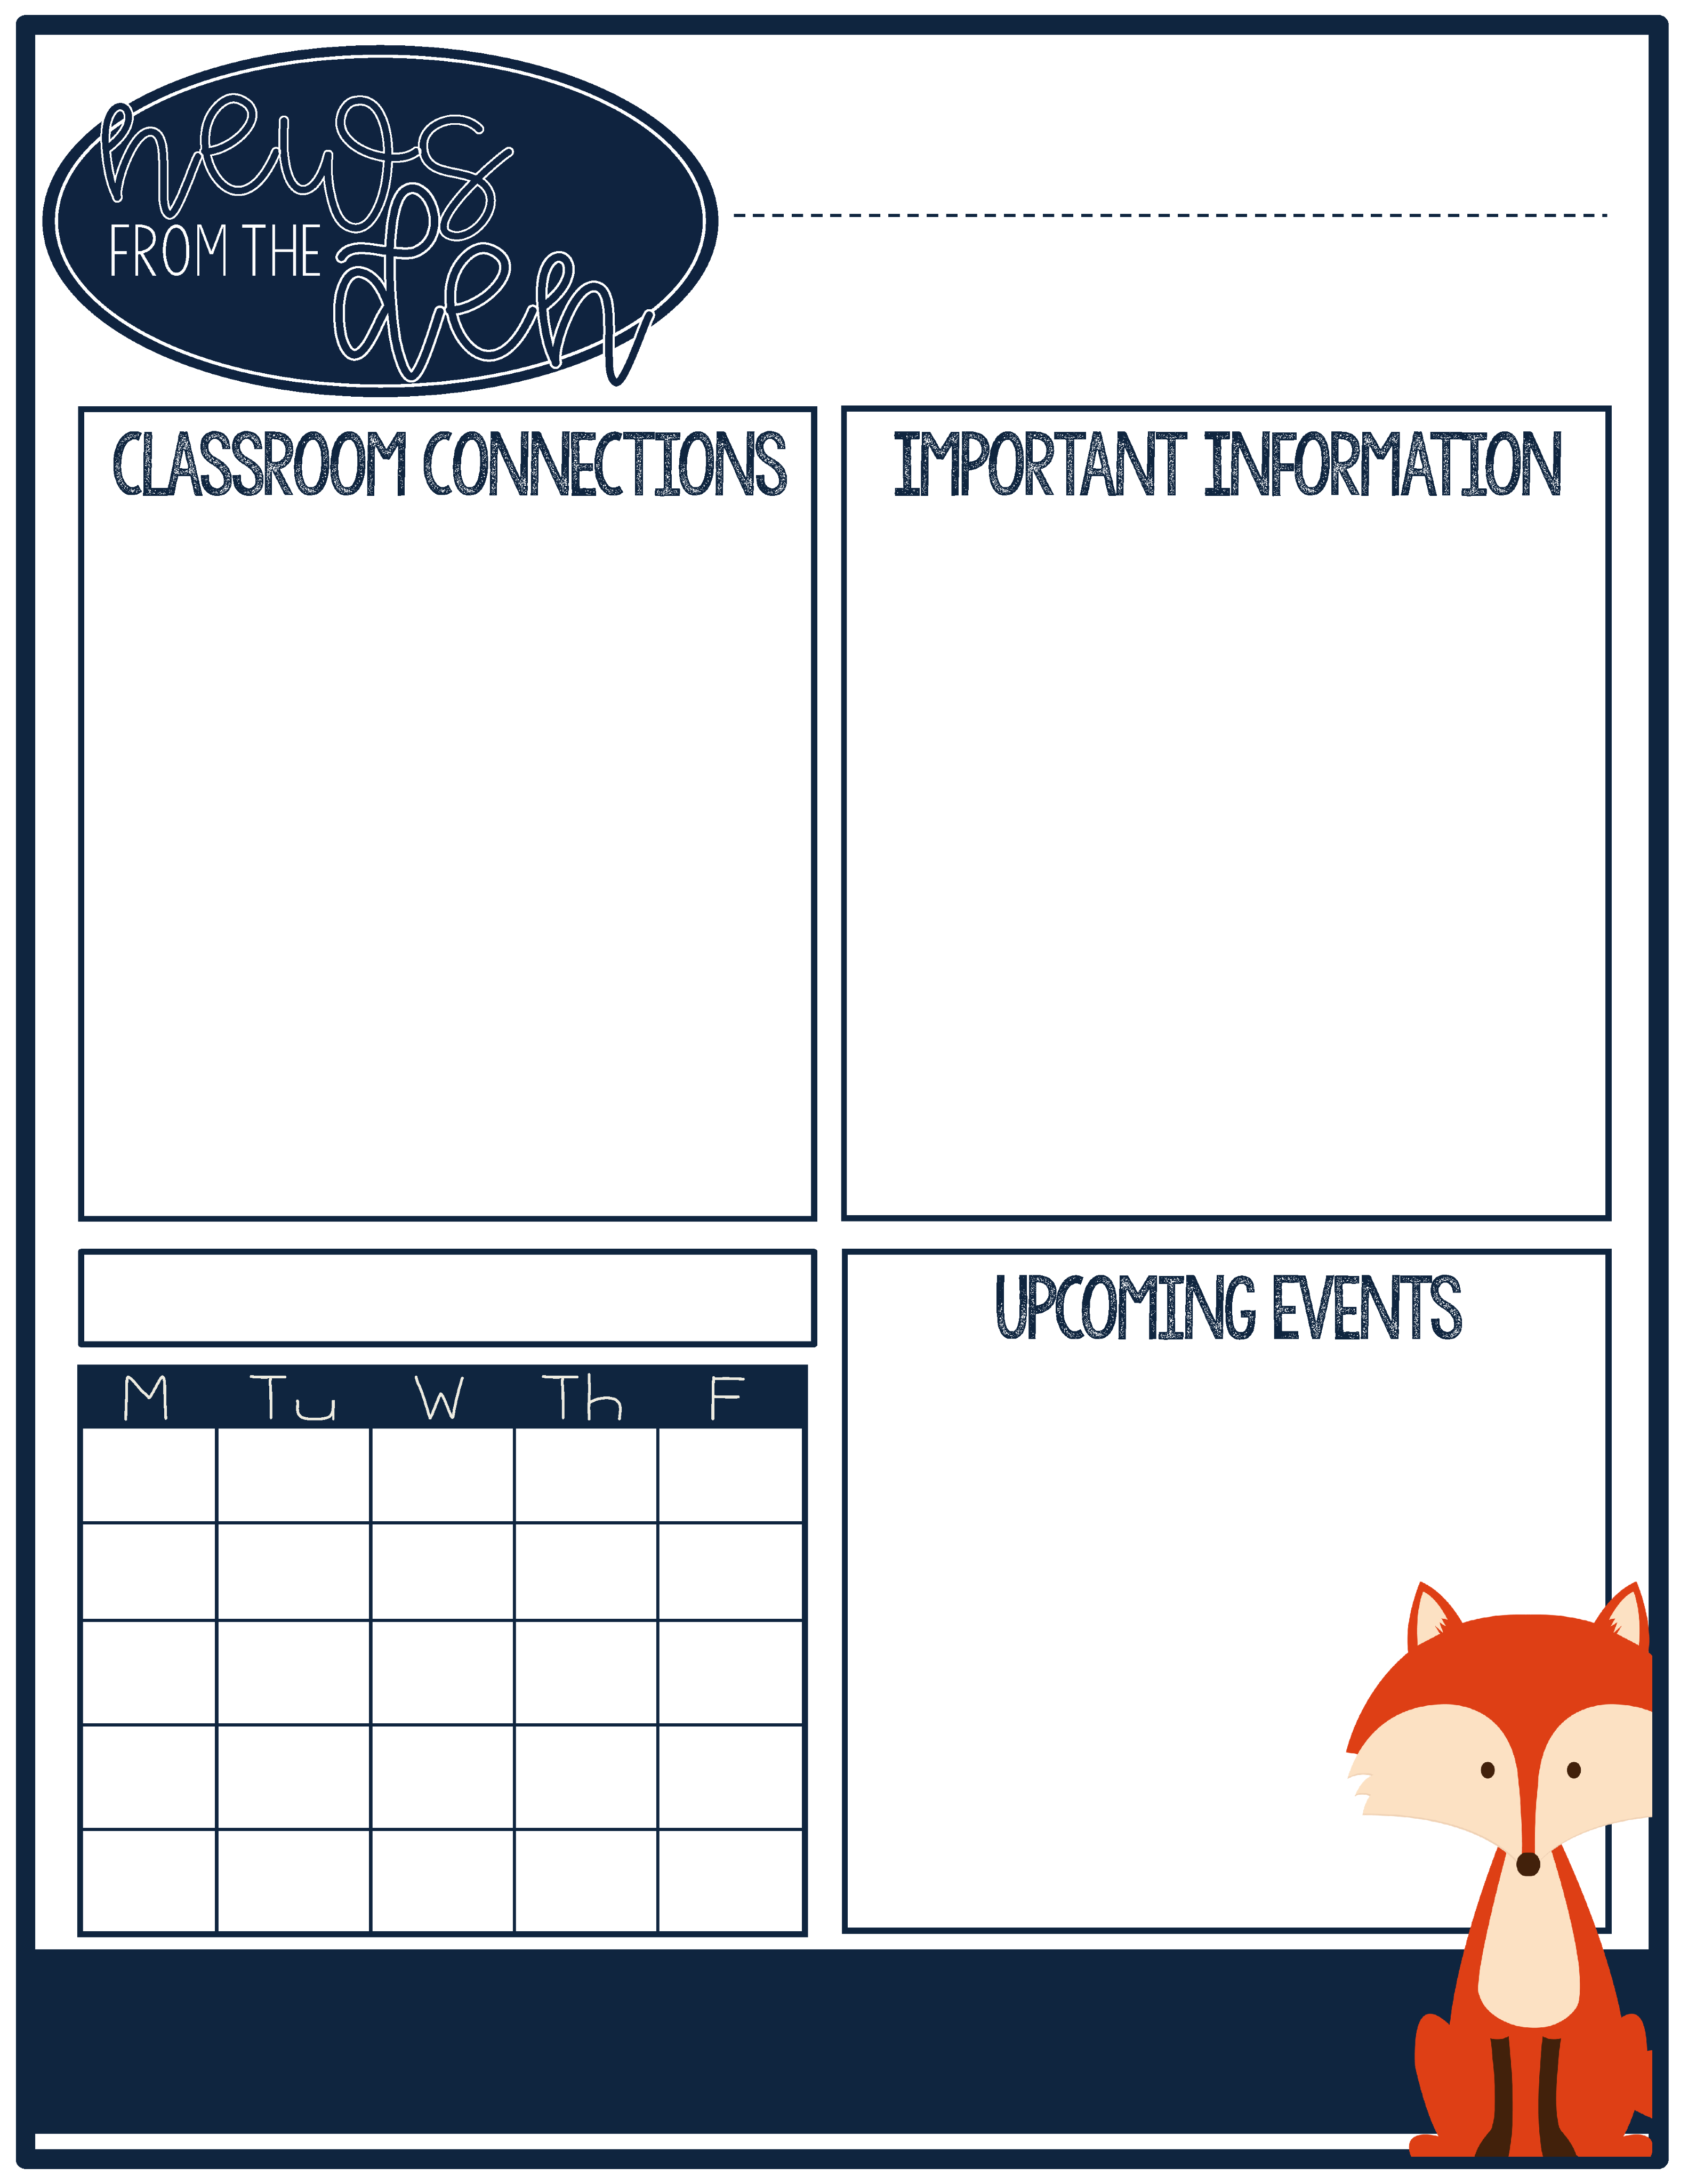 news
FROM THE
den
CLASSROOM CONNECTIONS
IMPORTANT INFORMATION
UPCOMING EVENTS
M Tu W Th F